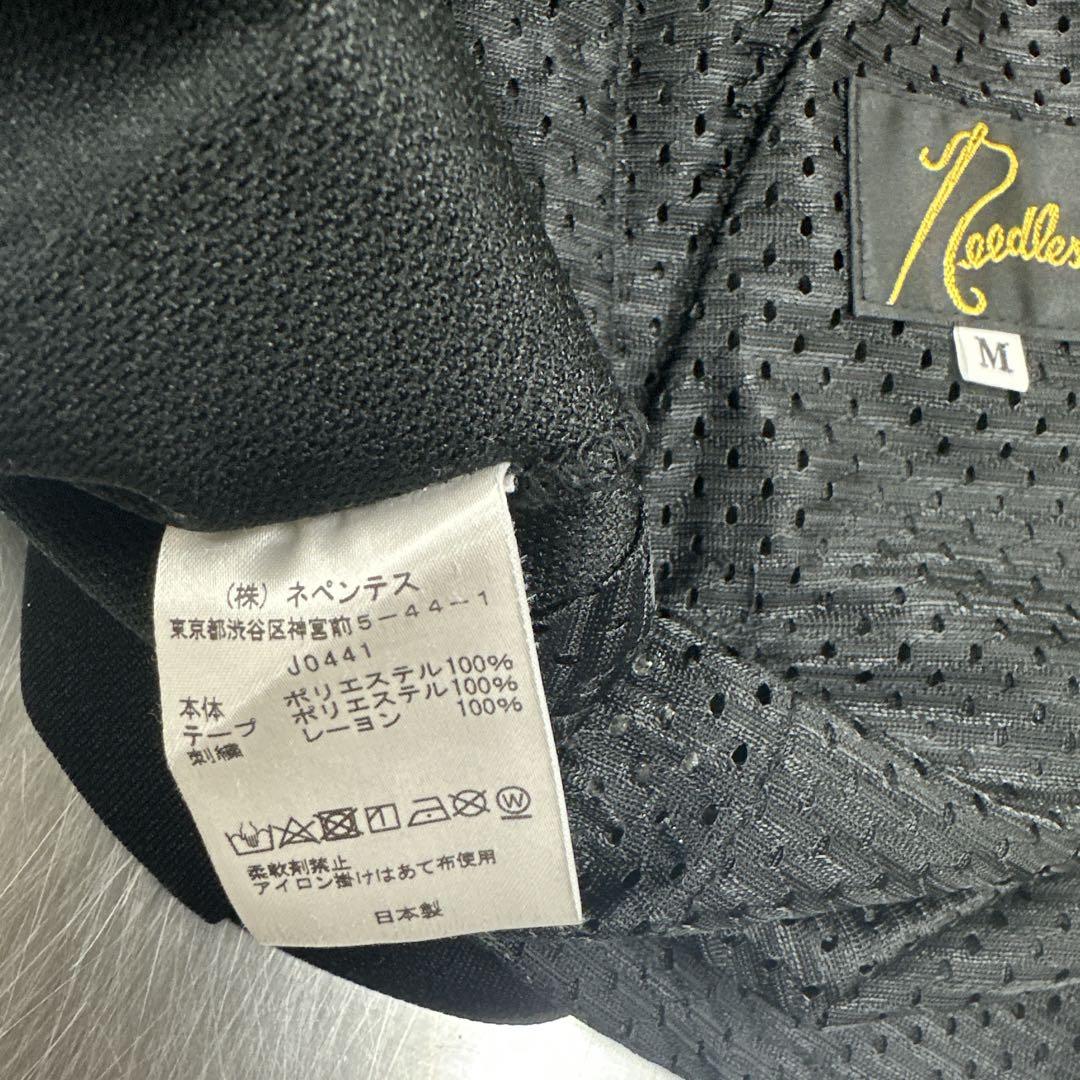 Needles
M
(株) ネペンテス
東京都渋谷区神宮前5-44-1
J0441
本体 ポリエステル100%
テープ ポリエステル100%
刺繍 レーヨン 100%
W
柔軟剤禁止
アイロン掛けはあて布使用
日本製